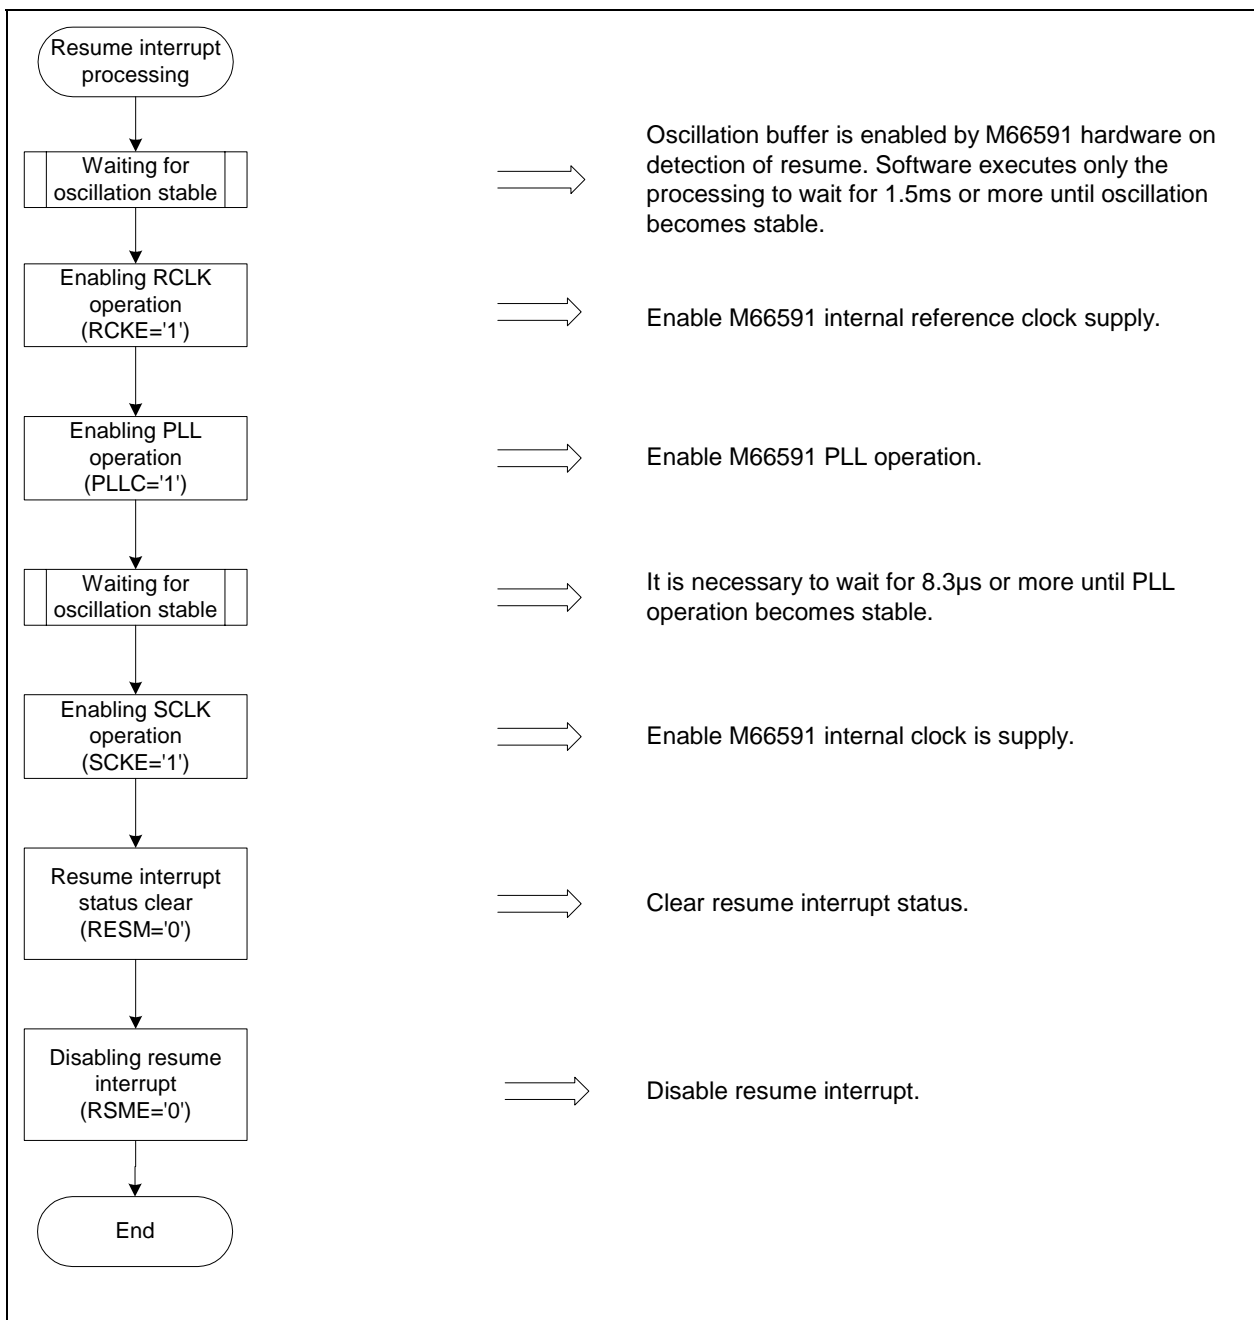 Resume interrupt
processing
Waiting for
oscillation stable
Oscillation buffer is enabled by M66591 hardware on
detection of resume. Software executes only the
processing to wait for 1.5ms or more until oscillation
becomes stable.
Enabling RCLK
operation
(RCKE='1')
Enable M66591 internal reference clock supply.
Enabling PLL
operation
(PLLC='1')
Enable M66591 PLL operation.
Waiting for
oscillation stable
It is necessary to wait for 8.3µs or more until PLL
operation becomes stable.
Enabling SCLK
operation
(SCKE='1')
Enable M66591 internal clock is supply.
Resume interrupt
status clear
(RESM='0')
Clear resume interrupt status.
Disabling resume
interrupt
(RSME='0')
Disable resume interrupt.
End